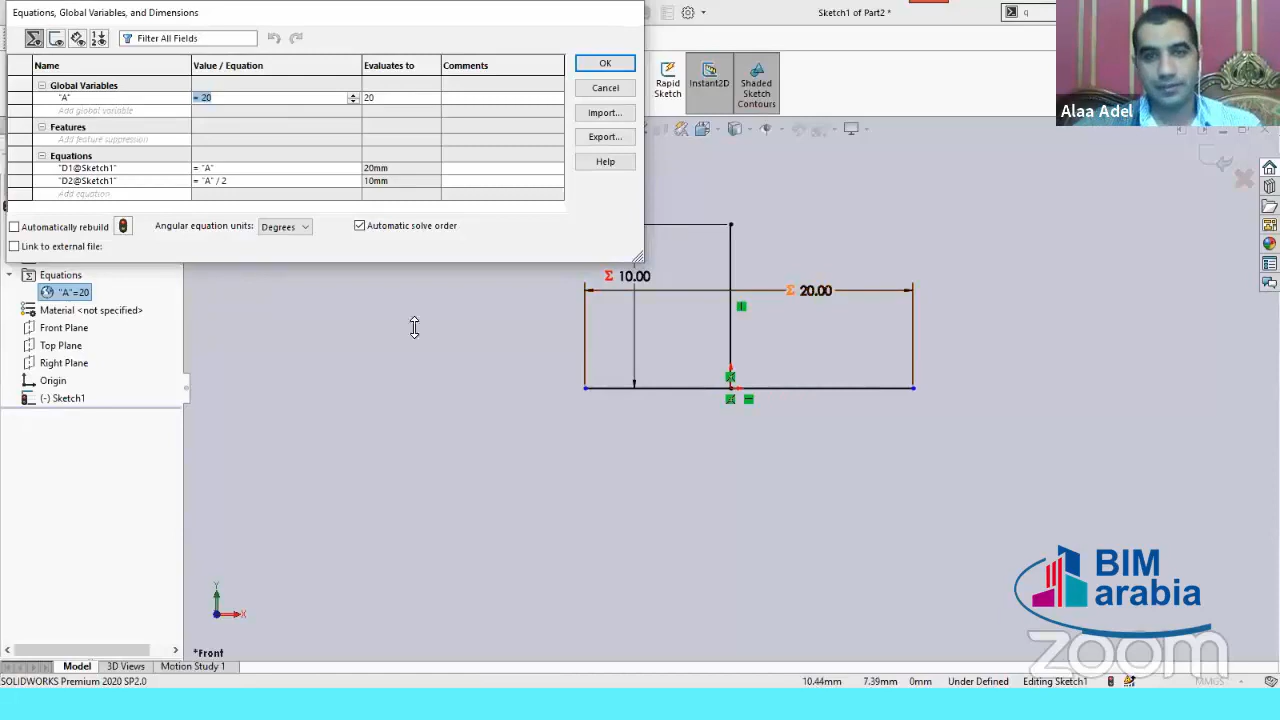 Equations, Global Variables, and Dimensions
Sketch1 of Part2 *
q
Filter All Fields
Name Value / Equation Evaluates to Comments
Global Variables
"A" = 20 20
Add global variable
Features
Add feature suppression
Equations
"D1@Sketch1" = "A" 20mm
"D2@Sketch1" = "A" / 2 10mm
Add equation
OK
Cancel
Import...
Export...
Help
Automatically rebuild
Angular equation units: Degrees
Automatic solve order
Link to external file:
Rapid
Sketch
Instant2D
Shaded
Sketch
Contours
Alaa Adel
Equations
"A"=20
Material <not specified>
Front Plane
Top Plane
Right Plane
Origin
(-) Sketch1
Σ 10.00
Σ 20.00
Y
X
*Front
BIM
arabia
zoom
Model 3D Views Motion Study 1
SOLIDWORKS Premium 2020 SP2.0
10.44mm 7.39mm 0mm Under Defined Editing Sketch1 MMGS